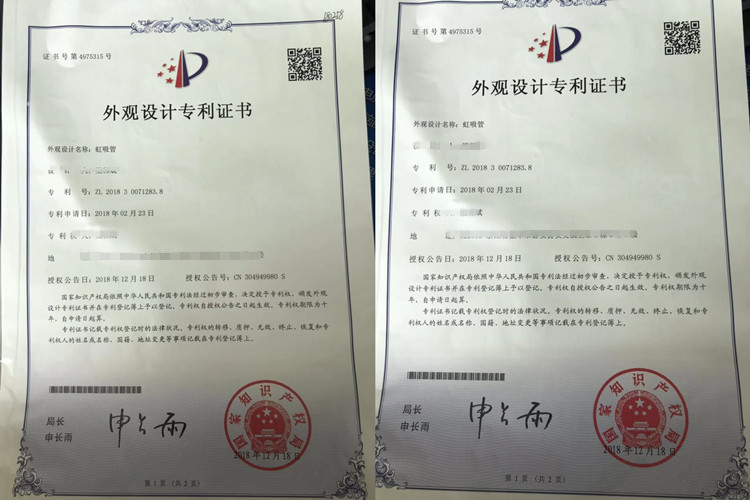 10258
证书号第4975315号
外观设计专利证书
外观设计名称：虹吸管
专利号：ZL 2018 3 0071283.8
专利申请日：2018年02月23日
专利
地
授权公告日：2018年12月18日 授权公告号：CN 304949980 S
国家知识产权局依照中华人民共和国专利法经过初步审查，决定授予专利权，颁发外观
设计专利证书并在专利登记簿上予以登记。专利权自授权公告之日起生效。专利权期限为十
年，自申请日起算。
专利证书记载专利权登记时的法律状况。专利权的转移、质押、无效、终止、恢复和专
利权人的姓名或名称、国籍、地址变更等事项记载在专利登记簿上。
局长
申长雨
申长雨
国家知识产权局
2018年12月18日
第1页（共2页）
证书号第4975315号
外观设计专利证书
外观设计名称：虹吸管
专利号：ZL 2018 3 0071283.8
专利申请日：2018年02月23日
专利权 斌
地
授权公告日：2018年12月18日 授权公告号：CN 304949980 S
国家知识产权局依照中华人民共和国专利法经过初步审查，决定授予专利权，颁发外观
设计专利证书并在专利登记簿上予以登记。专利权自授权公告之日起生效。专利权期限为十
年，自申请日起算。
专利证书记载专利权登记时的法律状况。专利权的转移、质押、无效、终止、恢复和专
利权人的姓名或名称、国籍、地址变更等事项记载在专利登记簿上。
局长
申长雨
申长雨
国家知识产权局
2018年12月18日
第1页（共2页）